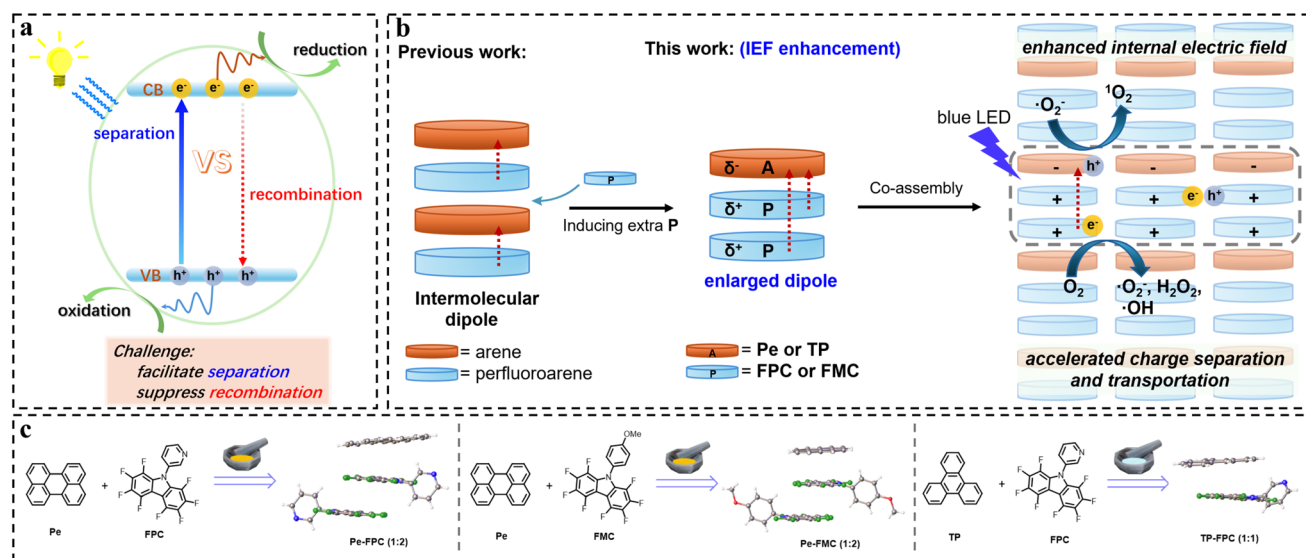 a
reduction
CB
e⁻ e⁻ e⁻
separation
VS
recombination
VB
h⁺ h⁺ h⁺
oxidation
Challenge:
facilitate separation
suppress recombination
b
Previous work:
Intermolecular
dipole
= arene
= perfluoroarene
P
Inducing extra P
This work: (IEF enhancement)
δ⁻ A
δ⁺ P
δ⁺ P
enlarged dipole
A = Pe or TP
P = FPC or FMC
Co-assembly
blue LED
enhanced internal electric field
·O₂⁻ ¹O₂
- h⁺ - -
+ + e⁻ h⁺ +
+ e⁻ + +
O₂ ·O₂⁻, H₂O₂,
·OH
accelerated charge separation
and transportation
c
Pe
+
F F F F F F F F N N
FPC
Pe-FPC (1:2)
Pe
+
OMe
F F F F F F F F N
FMC
Pe-FMC (1:2)
TP
+
F F F F F F F F N N
FPC
TP-FPC (1:1)